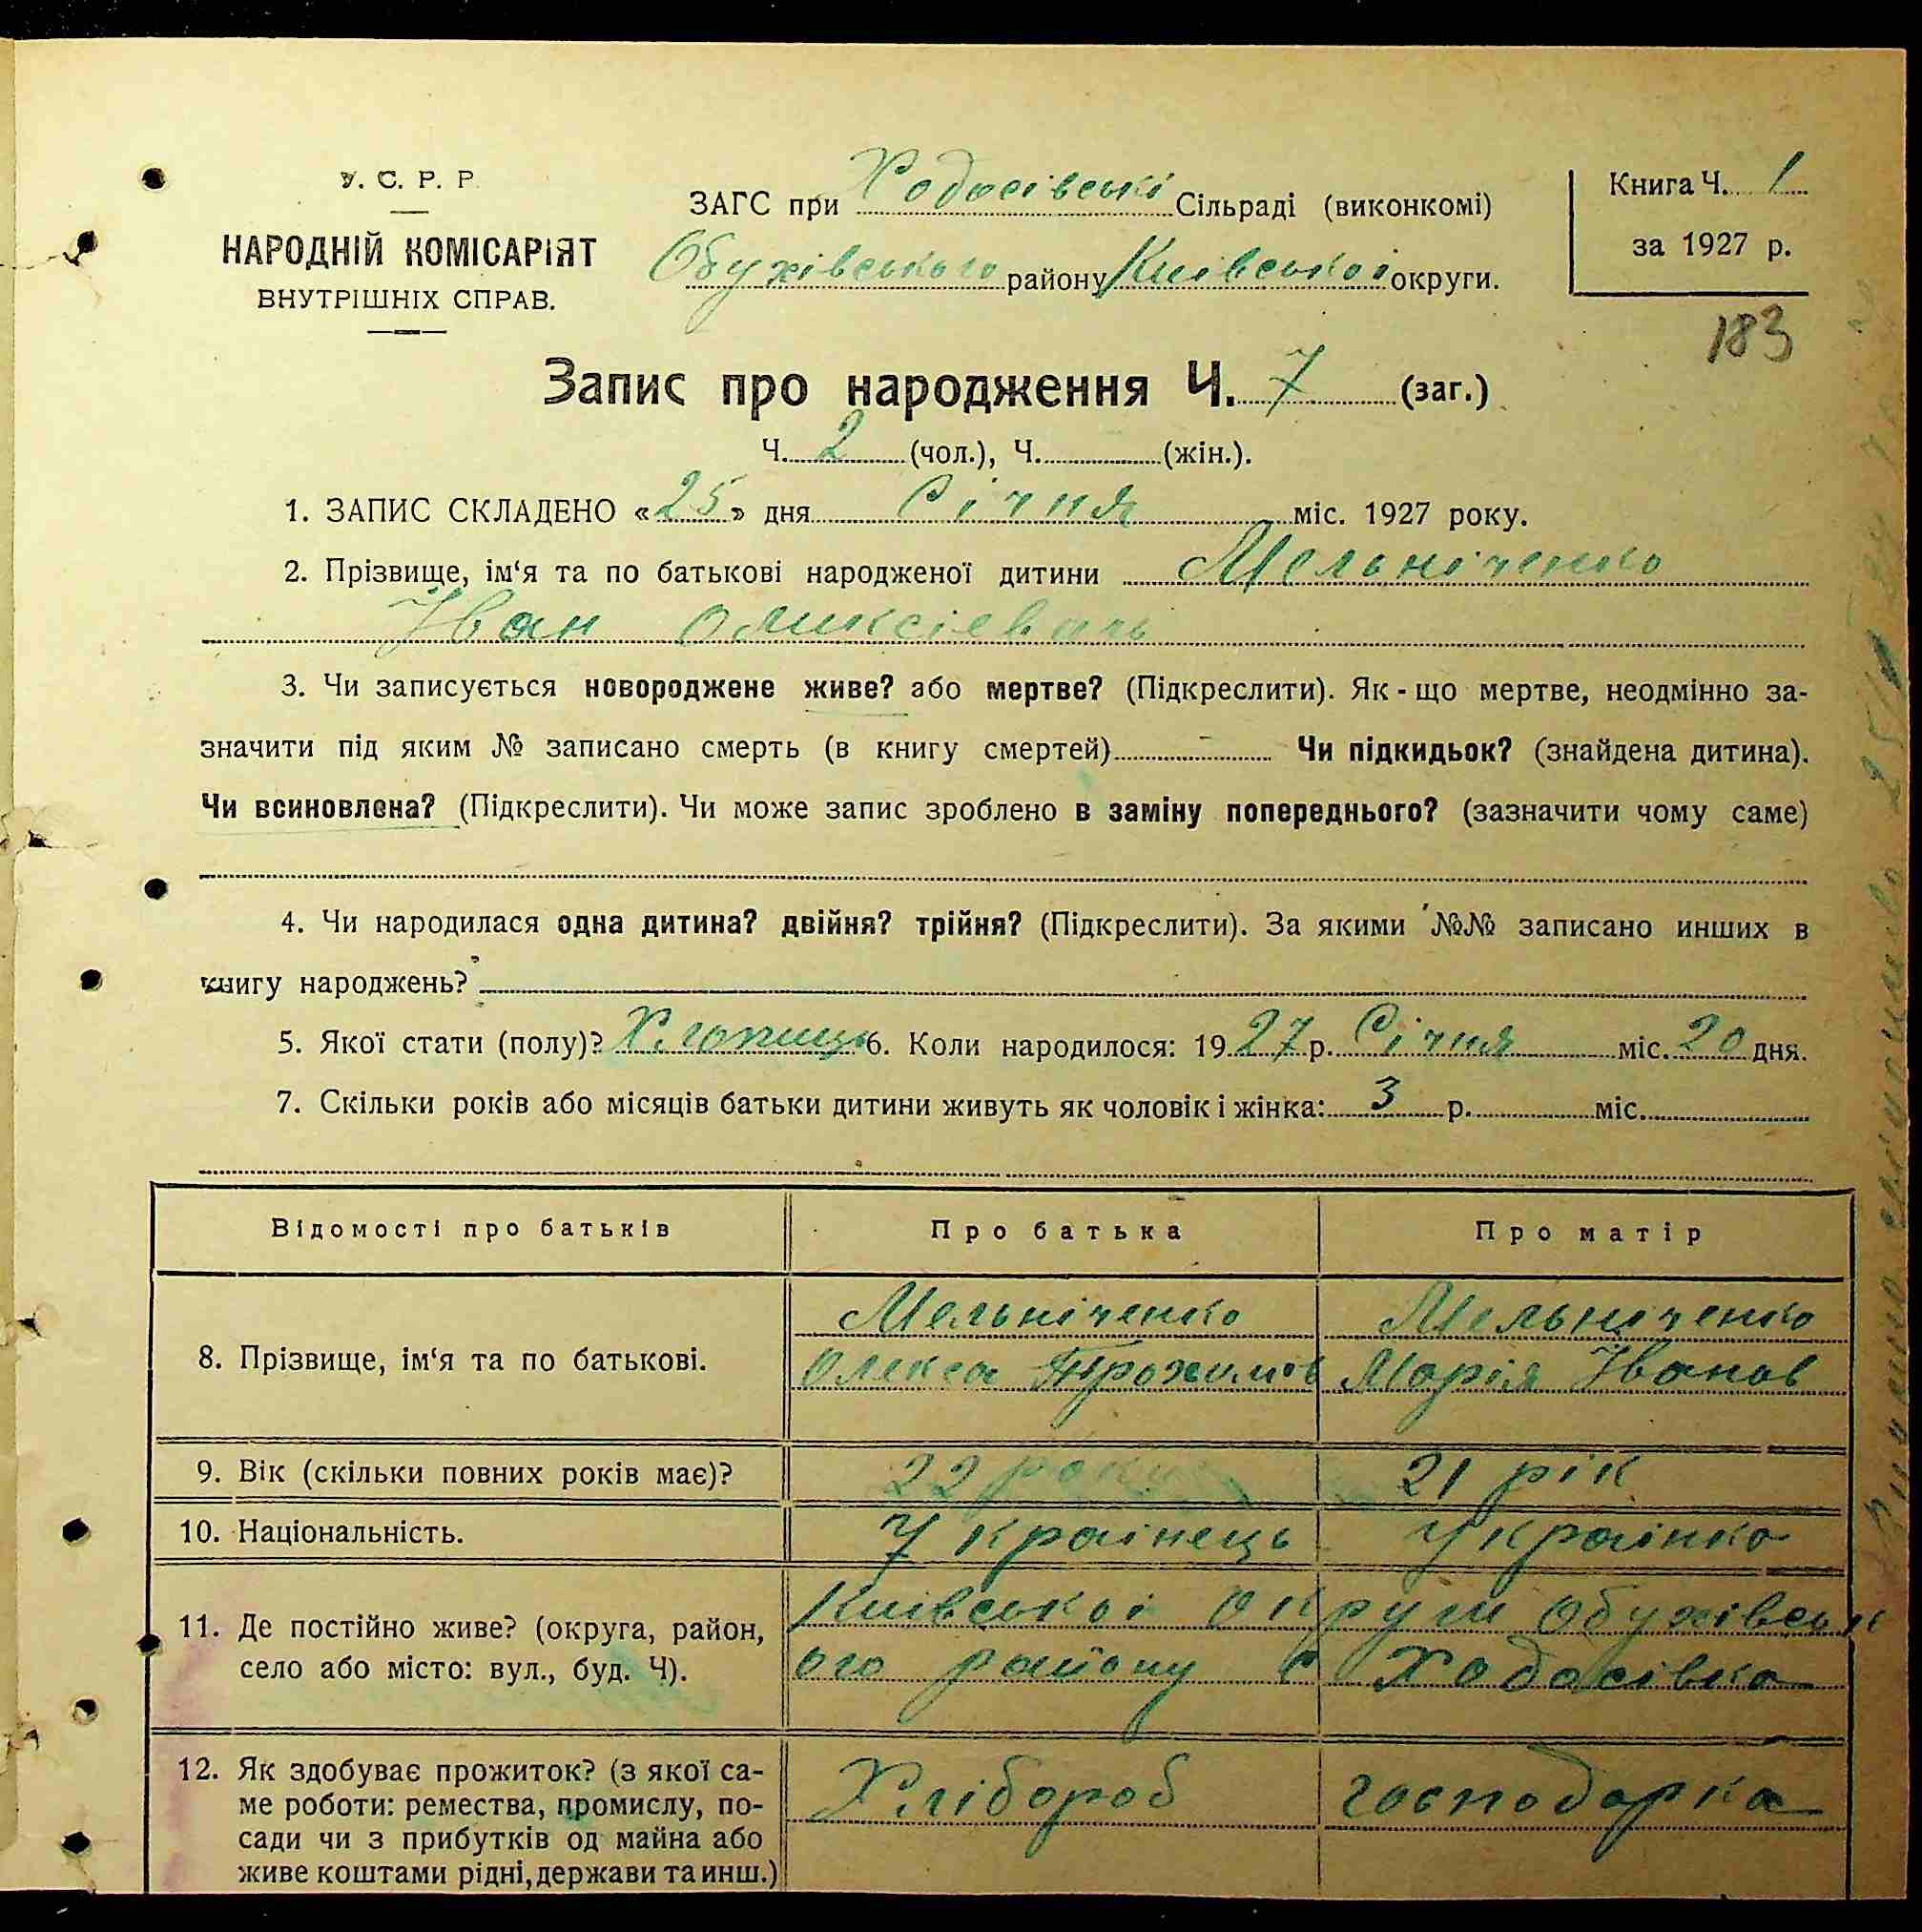 У. С. Р. Р.
НАРОДНІЙ КОМІСАРІЯТ
ВНУТРІШНІХ СПРАВ.
ЗАГС при Ходосівські Сільраді (виконкомі)
Обухівського району Київської округи.
Книга Ч. 1
за 1927 р.
183
Запис про народження Ч. 7 (заг.)
Ч. 2 (чол.), Ч. (жін.).
1. ЗАПИС СКЛАДЕНО «25» дня Січня міс. 1927 року.
2. Прізвище, ім‘я та по батькові народженої дитини Мельніченко
Іван Оликсієвичь
3. Чи записується новороджене живе? або мертве? (Підкреслити). Як-що мертве, неодмінно за-
значити під яким № записано смерть (в книгу смертей) Чи підкидьок? (знайдена дитина).
Чи всиновлена? (Підкреслити). Чи може запис зроблено в заміну попереднього? (зазначити чому саме)
4. Чи народилася одна дитина? двійня? трійня? (Підкреслити). За якими №№ записано инших в
книгу народжень?
5. Якої стати (полу)? Хлопиць 6. Коли народилося: 1927 р. Січня міс. 20 дня.
7. Скільки років або місяців батьки дитини живуть як чоловік і жінка: 3 р. міс.
Відомості про батьків Про батька Про матір
8. Прізвище, ім‘я та по батькові.
Мельніченко Мельніченко
Олекса Трохимов Марія Іванов
9. Вік (скільки повних років має)? 22 роки 21 рік
10. Національність. Українець Українка
11. Де постійно живе? (округа, район,
село або місто: вул., буд. Ч).
Київської округи Обухівськ
ого району с Ходосівка
12. Як здобуває прожиток? (з якої са-
ме роботи: ремества, промислу, по-
сади чи з прибутків од майна або
живе коштами рідні, держави та инш.)
Хлібороб господарка